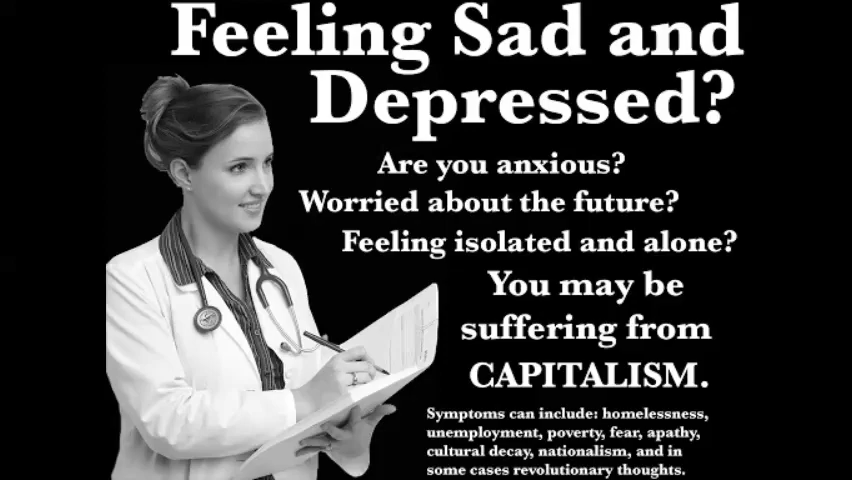 Feeling Sad and
Depressed?
Are you anxious?
Worried about the future?
Feeling isolated and alone?
You may be
suffering from
CAPITALISM.
Symptoms can include: homelessness,
unemployment, poverty, fear, apathy,
cultural decay, nationalism, and in
some cases revolutionary thoughts.